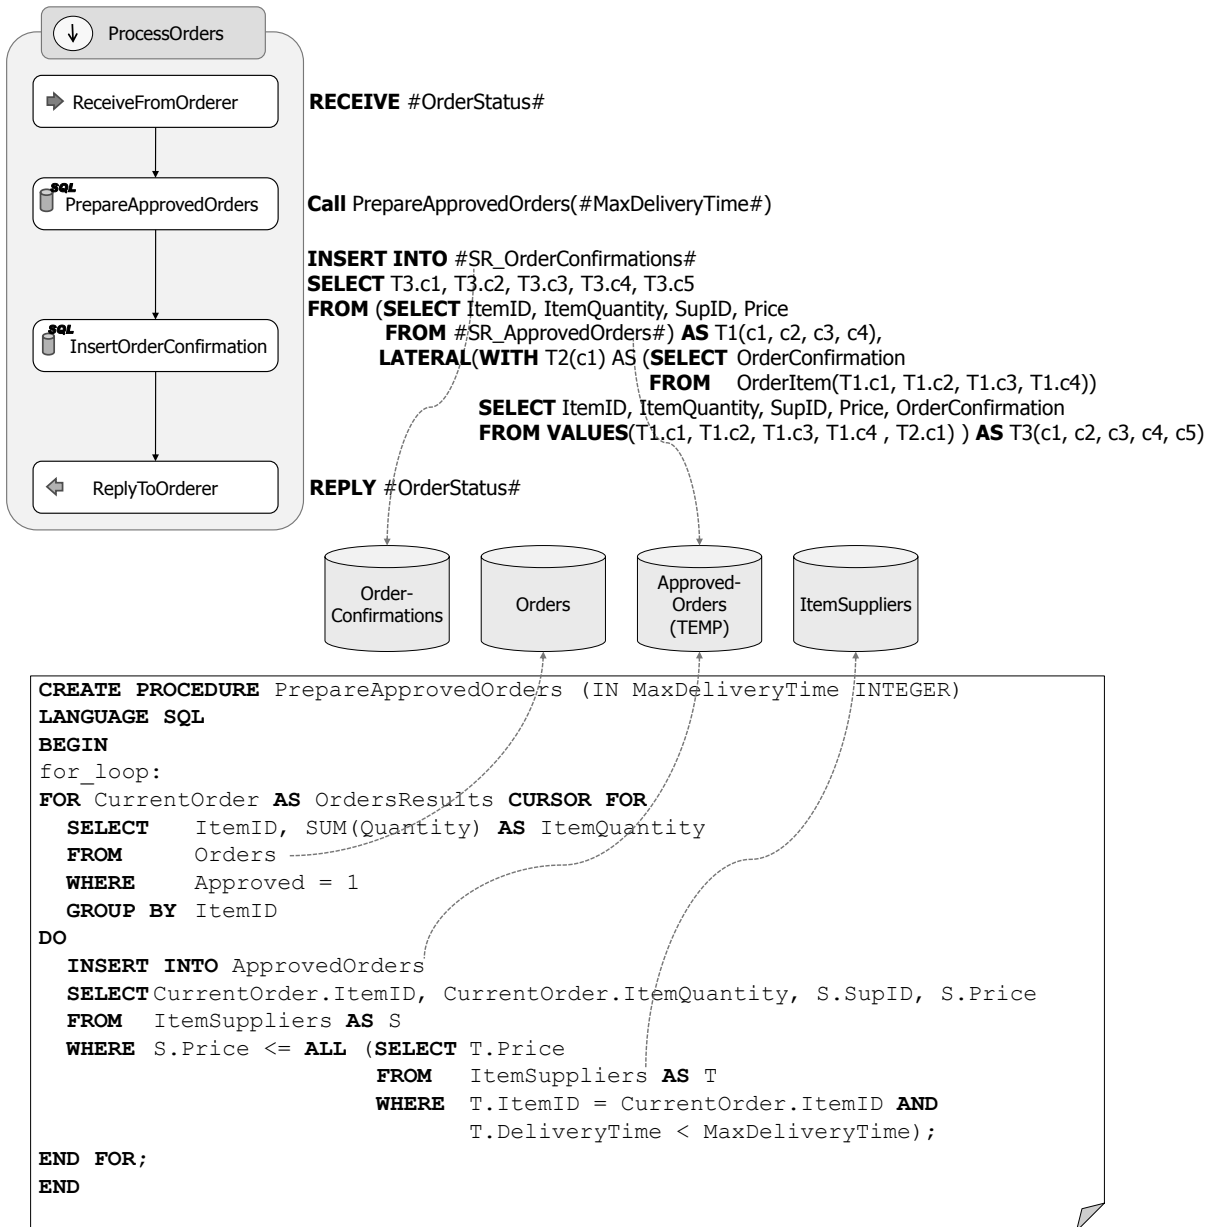 ProcessOrders
ReceiveFromOrderer
RECEIVE #OrderStatus#
SQL
PrepareApprovedOrders
Call PrepareApprovedOrders(#MaxDeliveryTime#)
INSERT INTO #SR_OrderConfirmations#
SELECT T3.c1, T3.c2, T3.c3, T3.c4, T3.c5
FROM (SELECT ItemID, ItemQuantity, SupID, Price
FROM #SR_ApprovedOrders#) AS T1(c1, c2, c3, c4),
LATERAL(WITH T2(c1) AS (SELECT OrderConfirmation
FROM OrderItem(T1.c1, T1.c2, T1.c3, T1.c4))
SELECT ItemID, ItemQuantity, SupID, Price, OrderConfirmation
FROM VALUES(T1.c1, T1.c2, T1.c3, T1.c4 , T2.c1) ) AS T3(c1, c2, c3, c4, c5)
SQL
InsertOrderConfirmation
ReplyToOrderer
REPLY #OrderStatus#
Order-
Confirmations
Orders
Approved-
Orders
(TEMP)
ItemSuppliers
CREATE PROCEDURE PrepareApprovedOrders (IN MaxDeliveryTime INTEGER)
LANGUAGE SQL
BEGIN
for_loop:
FOR CurrentOrder AS OrdersResults CURSOR FOR
SELECT ItemID, SUM(Quantity) AS ItemQuantity
FROM Orders
WHERE Approved = 1
GROUP BY ItemID
DO
INSERT INTO ApprovedOrders
SELECT CurrentOrder.ItemID, CurrentOrder.ItemQuantity, S.SupID, S.Price
FROM ItemSuppliers AS S
WHERE S.Price <= ALL (SELECT T.Price
FROM ItemSuppliers AS T
WHERE T.ItemID = CurrentOrder.ItemID AND
T.DeliveryTime < MaxDeliveryTime);
END FOR;
END